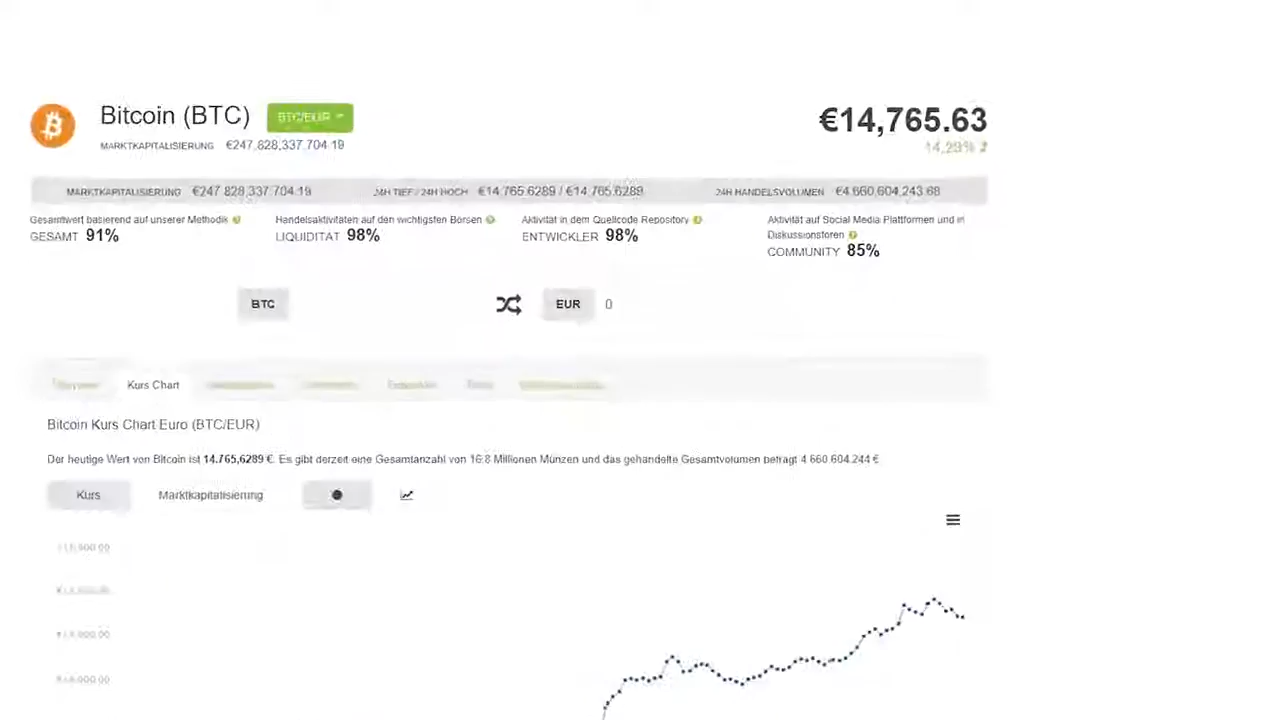 Bitcoin (BTC) BTC/EUR
€14,765.63
MARKTKAPITALISIERUNG €247,828,337,704.19
14,29%
MARKTKAPITALISIERUNG €247 828,337,704.19 24H TIEF / 24H HOCH €14 765.6289 / €14 765.6289 24H HANDELSVOLUMEN €4 660,604,243.68
Gesamtwert basierend auf unserer Methodik
GESAMT 91%
Handelsaktivitäten auf den wichtigsten Börsen
LIQUIDITÄT 98%
Aktivität in dem Quellcode Repository
ENTWICKLER 98%
Aktivität auf Social Media Plattformen und in
Diskussionsforen
COMMUNITY 85%
BTC EUR 0
Kurs Chart
Bitcoin Kurs Chart Euro (BTC/EUR)
Der heutige Wert von Bitcoin ist 14.765,6289 €. Es gibt derzeit eine Gesamtanzahl von 16.8 Millionen Münzen und das gehandelte Gesamtvolumen beträgt 4 660 604.244 €
Kurs Marktkapitalisierung